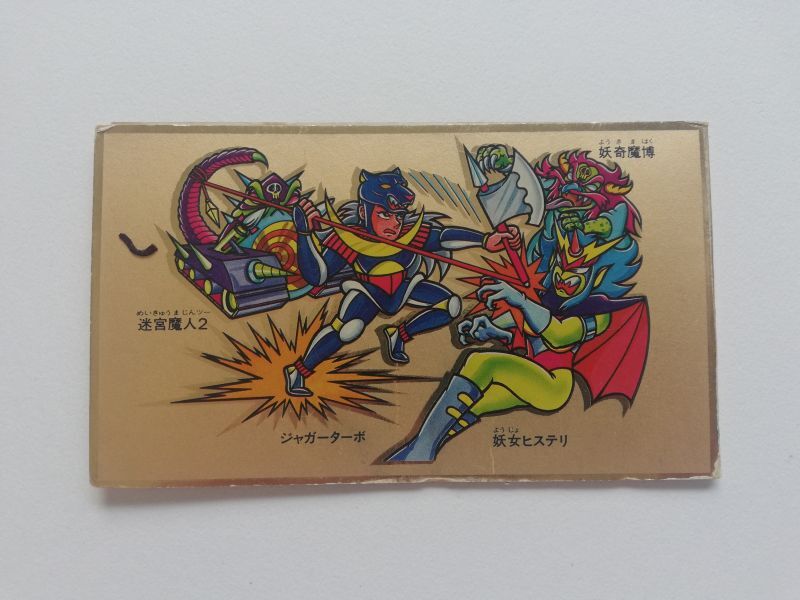 よう き ま はく
妖奇魔博
めいきゅう ま じんツー
迷宮魔人2
ジャガーターボ
よう じょ
妖女ヒステリ